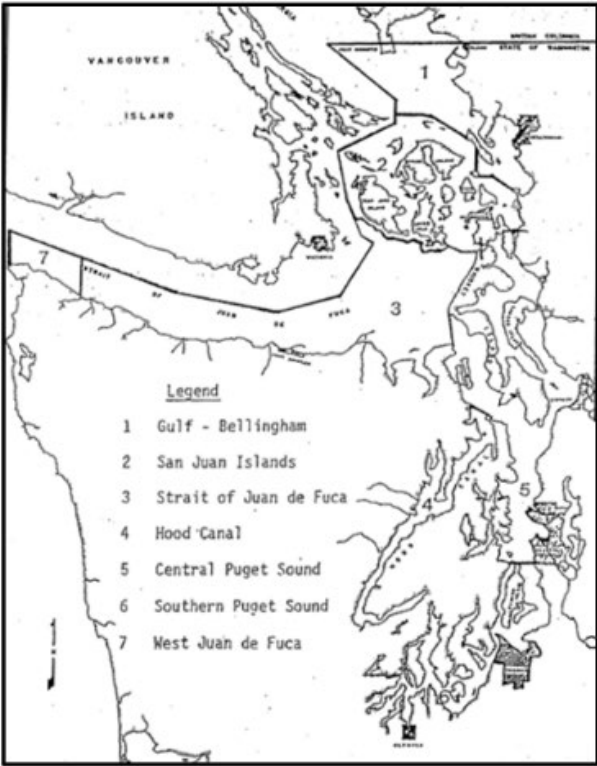 BRITISH COLUMBIA
STATE OF WASHINGTON
VANCOUVER
ISLAND
1
2
7
STRAIT OF JUAN DE FUCA
3
Legend
1 Gulf - Bellingham
2 San Juan Islands
3 Strait of Juan de Fuca
4 Hood Canal
5 Central Puget Sound
6 Southern Puget Sound
7 West Juan de Fuca
4
5
6
OLYMPIA